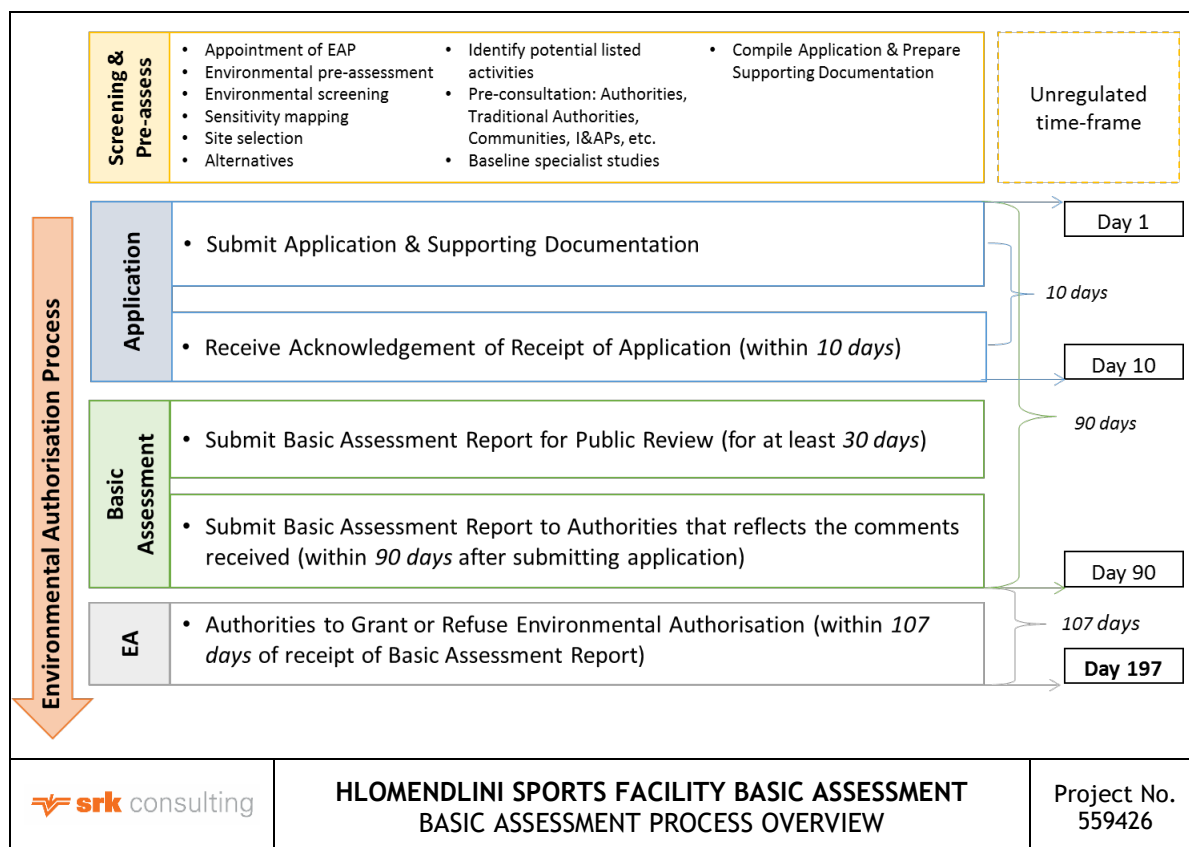 Screening &
Pre-assess
• Appointment of EAP
• Environmental pre-assessment
• Environmental screening
• Sensitivity mapping
• Site selection
• Alternatives
• Identify potential listed
activities
• Pre-consultation: Authorities,
Traditional Authorities,
Communities, I&APs, etc.
• Baseline specialist studies
• Compile Application & Prepare
Supporting Documentation
Unregulated
time-frame
Environmental Authorisation Process
Application
• Submit Application & Supporting Documentation
Day 1
10 days
• Receive Acknowledgement of Receipt of Application (within 10 days)
Day 10
90 days
Basic
Assessment
• Submit Basic Assessment Report for Public Review (for at least 30 days)
• Submit Basic Assessment Report to Authorities that reflects the comments
received (within 90 days after submitting application)
Day 90
EA
• Authorities to Grant or Refuse Environmental Authorisation (within 107
days of receipt of Basic Assessment Report)
107 days
Day 197
srk consulting
HLOMENDLINI SPORTS FACILITY BASIC ASSESSMENT
BASIC ASSESSMENT PROCESS OVERVIEW
Project No.
559426